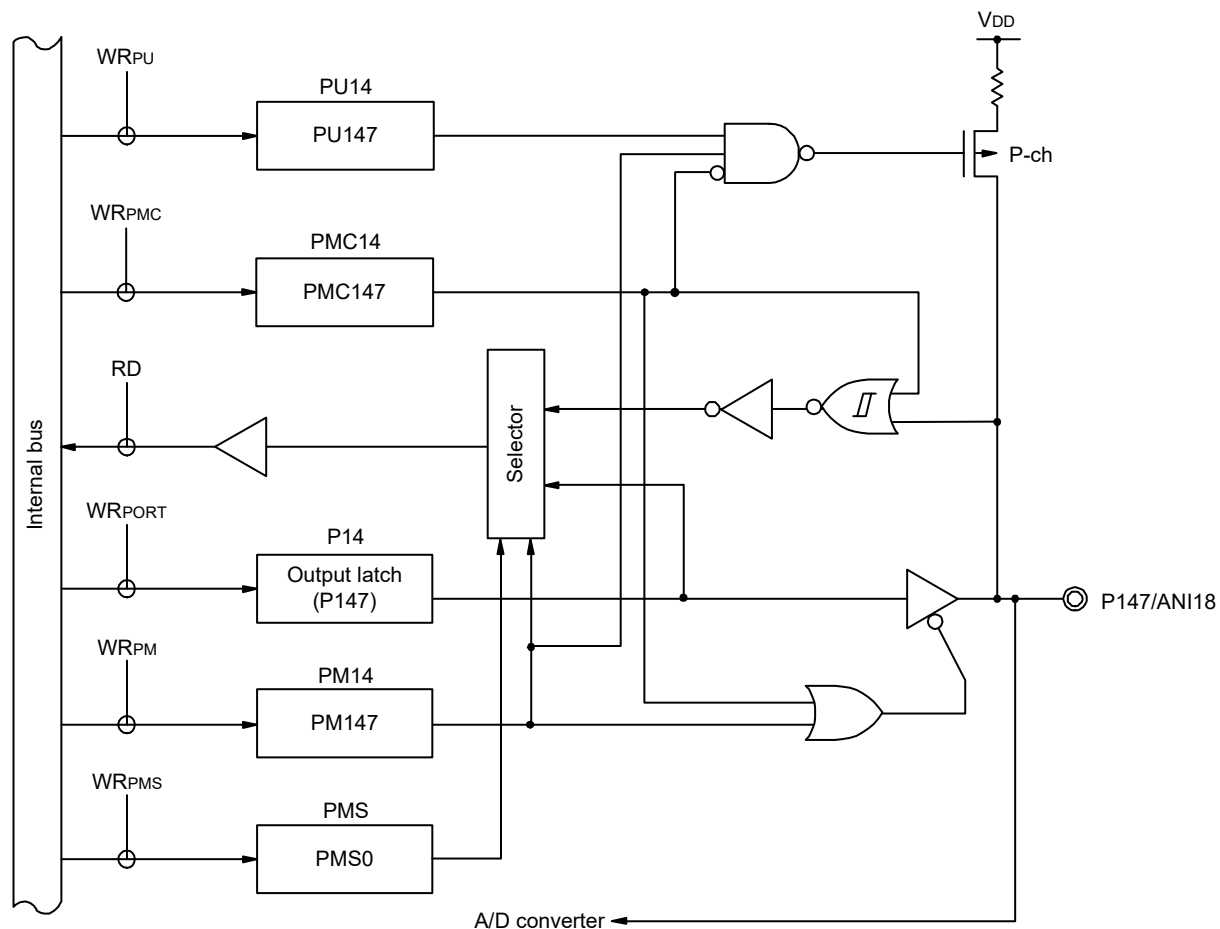 VDD
WRPU
PU14
PU147
P-ch
WRPMC
PMC14
PMC147
RD
Selector
Internal bus
WRPORT
P14
Output latch
(P147)
P147/ANI18
WRPM
PM14
PM147
WRPMS
PMS
PMS0
A/D converter